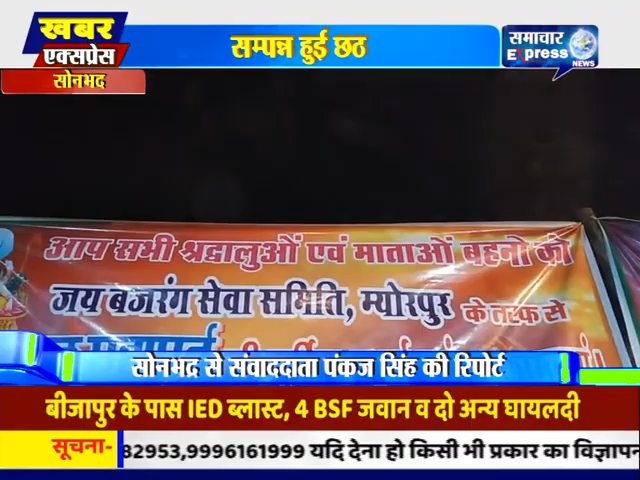 खबर
एक्सप्रेस
सोनभद्र
सम्पन्न हुई छठ
समाचार
Express
NEWS
आप सभी श्रद्धालुओं एवं माताओं बहनो को
जय बजरंग सेवा समिति, म्योरपुर के तरफ से
सोनभद्र से संवाददाता पंकज सिंह की रिपोर्ट
बीजापुर के पास IED ब्लास्ट, 4 BSF जवान व दो अन्य घायलदी
सूचना- 82953,9996161999 यदि देना हो किसी भी प्रकार का विज्ञापन